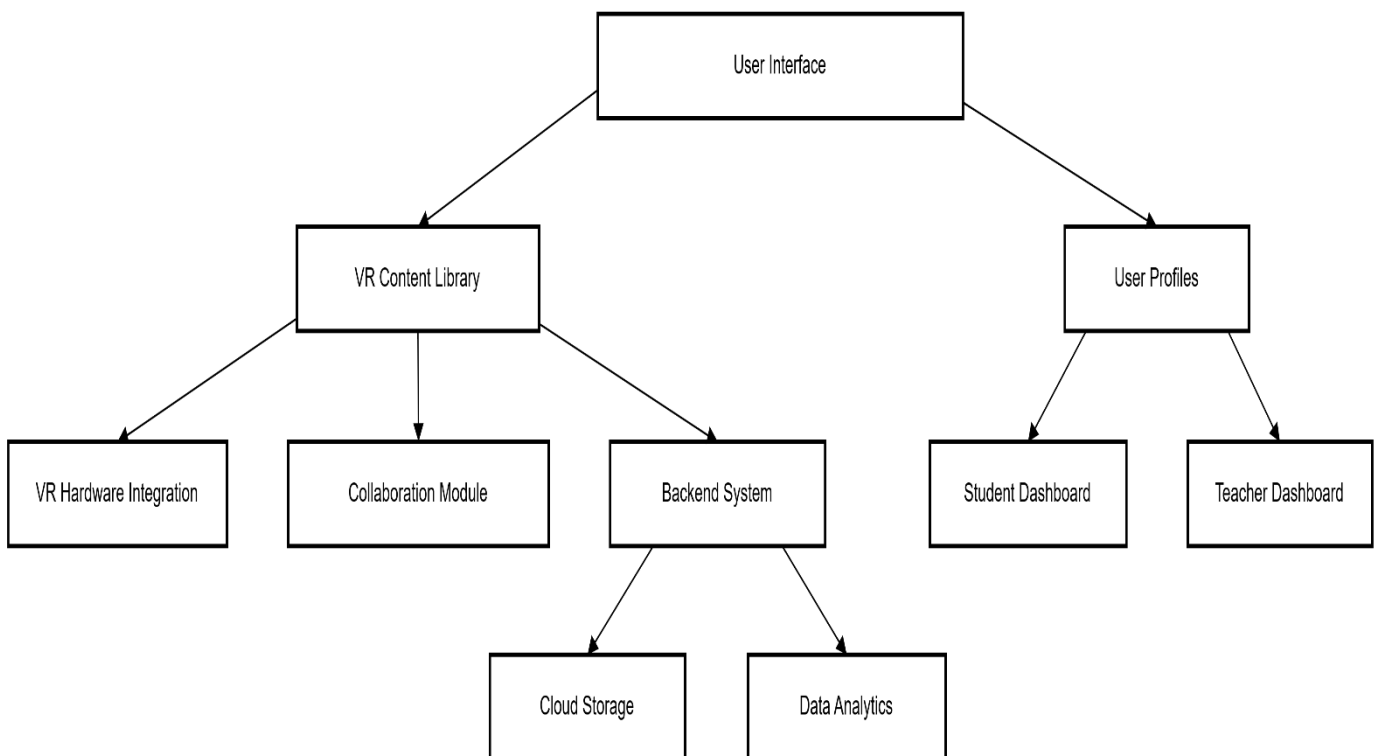 User Interface
VR Content Library
User Profiles
VR Hardware Integration
Collaboration Module
Backend System
Student Dashboard
Teacher Dashboard
Cloud Storage
Data Analytics